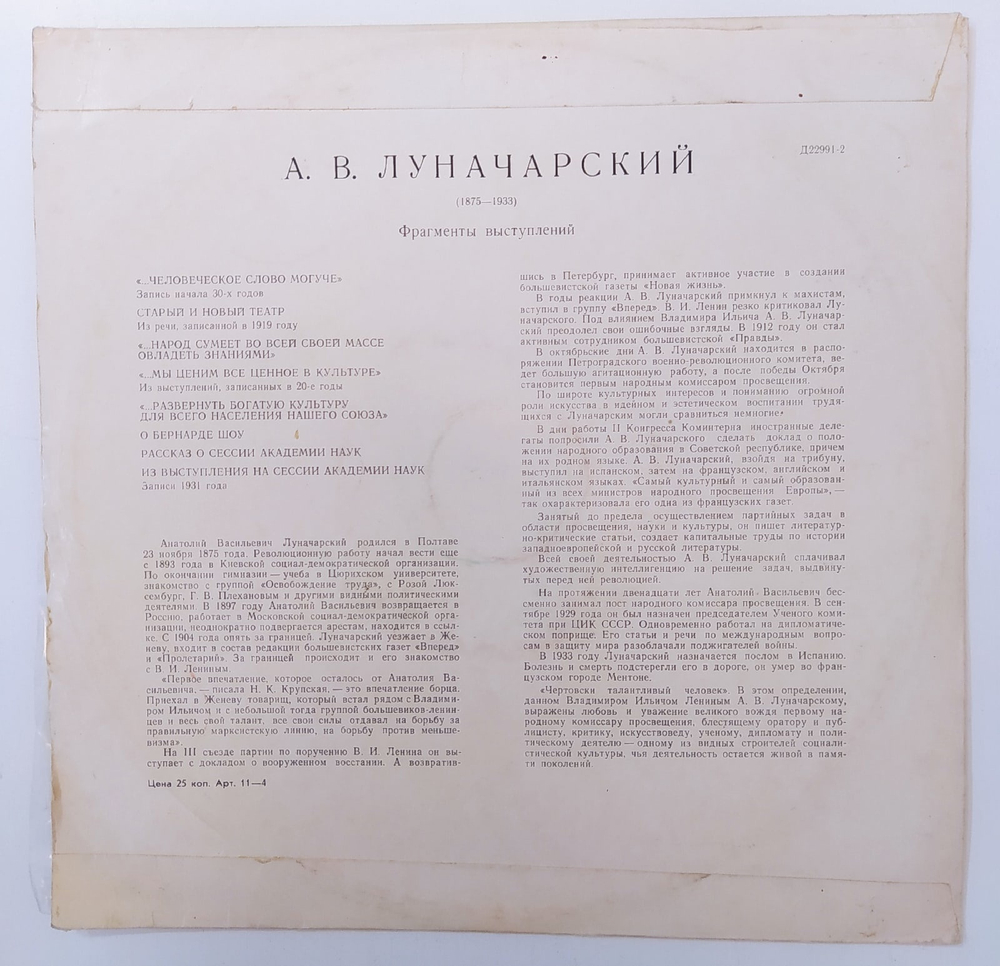 Д22991-2
А. В. ЛУНАЧАРСКИЙ
(1875—1933)
Фрагменты выступлений
«...ЧЕЛОВЕЧЕСКОЕ СЛОВО МОГУЧЕ»
Запись начала 30-х годов
СТАРЫЙ И НОВЫЙ ТЕАТР
Из речи, записанной в 1919 году
«...НАРОД СУМЕЕТ ВО ВСЕЙ СВОЕЙ МАССЕ
ОВЛАДЕТЬ ЗНАНИЯМИ»
«...МЫ ЦЕНИМ ВСЕ ЦЕННОЕ В КУЛЬТУРЕ»
Из выступлений, записанных в 20-е годы
«...РАЗВЕРНУТЬ БОГАТУЮ КУЛЬТУРУ
ДЛЯ ВСЕГО НАСЕЛЕНИЯ НАШЕГО СОЮЗА»
О БЕРНАРДЕ ШОУ
РАССКАЗ О СЕССИИ АКАДЕМИИ НАУК
ИЗ ВЫСТУПЛЕНИЯ НА СЕССИИ АКАДЕМИИ НАУК
Записи 1931 года
Анатолий Васильевич Луначарский родился в Полтаве
23 ноября 1875 года. Революционную работу начал вести еще
с 1893 года в Киевской социал-демократической организации.
По окончании гимназии — учеба в Цюрихском университете,
знакомство с группой «Освобождение труда», с Розой Люк-
сембург, Г. В. Плехановым и другими видными политическими
деятелями. В 1897 году Анатолий Васильевич возвращается в
Россию, работает в Московской социал-демократической орга-
низации, неоднократно подвергается арестам, находится в ссыл-
ке. С 1904 года опять за границей. Луначарский уезжает в Же-
неву, входит в состав редакции большевистских газет «Вперед»
и «Пролетарий». За границей происходит и его знакомство
с В. И. Лениным.
«Первое впечатление, которое осталось от Анатолия Ва-
сильевича, — писала Н. К. Крупская, — это впечатление борца.
Приехал в Женеву товарищ, который встал рядом с Владими-
ром Ильичом и с небольшой тогда группой большевиков-ленин-
цев и весь свой талант, все свои силы отдавал на борьбу за
правильную марксистскую линию, на борьбу против меньше-
визма».
На III съезде партии по поручению В. И. Ленина он вы-
ступает с докладом о вооруженном восстании. А возвратив-
шись в Петербург, принимает активное участие в создании
большевистской газеты «Новая жизнь».
В годы реакции А. В. Луначарский примкнул к махистам,
вступил в группу «Вперед». В. И. Ленин резко критиковал Лу-
начарского. Под влиянием Владимира Ильича А. В. Луначар-
ский преодолел свои ошибочные взгляды. В 1912 году он стал
активным сотрудником большевистской «Правды».
В октябрьские дни А. В. Луначарский находится в распо-
ряжении Петроградского военно-революционного комитета, ве-
дет большую агитационную работу, а после победы Октября
становится первым народным комиссаром просвещения.
По широте культурных интересов и пониманию огромной
роли искусства в идейном и эстетическом воспитании трудя-
щихся с Луначарским могли сравниться немногие.
В дни работы II Конгресса Коминтерна иностранные деле-
гаты попросили А. В. Луначарского сделать доклад о поло-
жении народного образования в Советской республике, причем
на их родном языке. А. В. Луначарский, взойдя на трибуну,
выступил на испанском, затем на французском, английском и
итальянском языках. «Самый культурный и самый образован-
ный из всех министров народного просвещения Европы», —
так охарактеризовала его одна из французских газет.
Занятый до предела осуществлением партийных задач в
области просвещения, науки и культуры, он пишет литератур-
но-критические статьи, создает капитальные труды по истории
западноевропейской и русской литературы.
Всей своей деятельностью А. В. Луначарский сплачивал
художественную интеллигенцию на решение задач, выдвину-
тых перед ней революцией.
На протяжении двенадцати лет Анатолий Васильевич бес-
сменно занимал пост народного комиссара просвещения. В сен-
тябре 1929 года он был назначен председателем Ученого коми-
тета при ЦИК СССР. Одновременно работал на дипломатиче-
ском поприще. Его статьи и речи по международным вопро-
сам в защиту мира разоблачали поджигателей войны.
В 1933 году Луначарский назначается послом в Испанию.
Болезнь и смерть подстерегли его в дороге, он умер во фран-
цузском городе Ментоне.
«Чертовски талантливый человек». В этом определении,
данном Владимиром Ильичом Лениным А. В. Луначарскому,
выражены любовь и уважение великого вождя первому на-
родному комиссару просвещения, блестящему оратору и пуб-
лицисту, критику, искусствоведу, ученому, дипломату и поли-
тическому деятелю — одному из видных строителей социали-
стической культуры, чья деятельность остается живой в памя-
ти поколений.
Цена 25 коп. Арт. 11—4